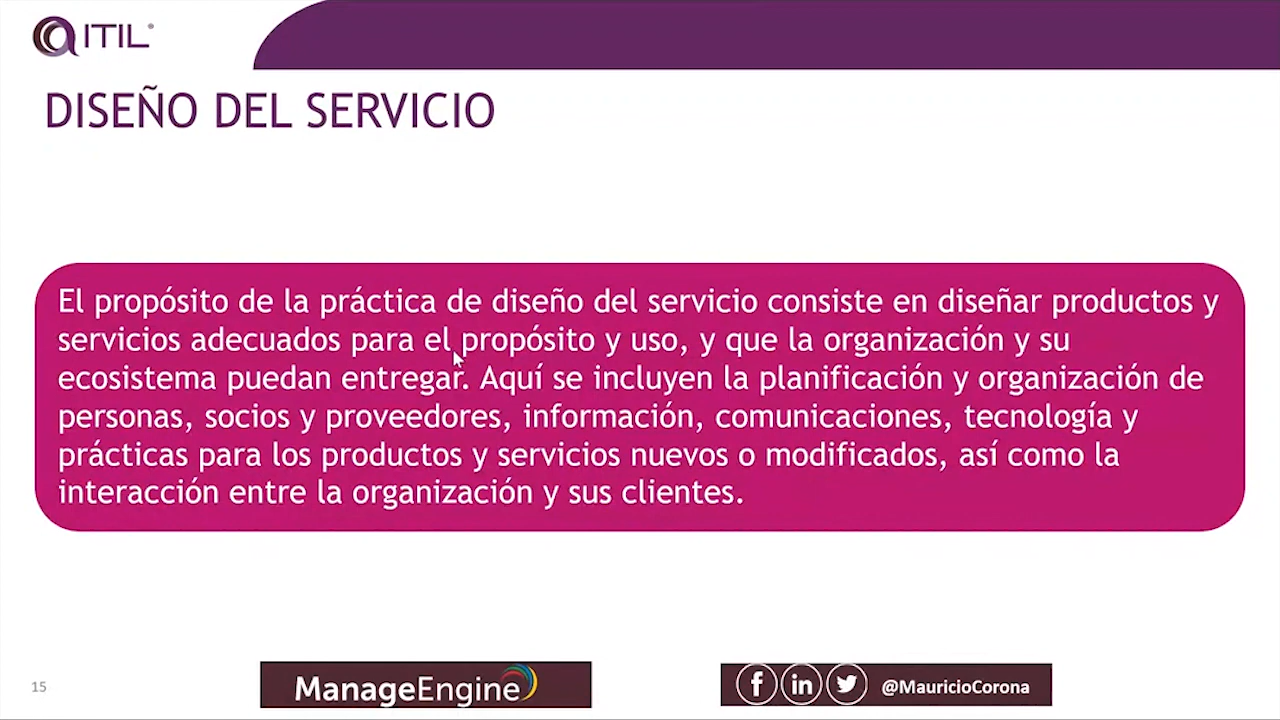 ITIL®
DISEÑO DEL SERVICIO
El propósito de la práctica de diseño del servicio consiste en diseñar productos y
servicios adecuados para el propósito y uso, y que la organización y su
ecosistema puedan entregar. Aquí se incluyen la planificación y organización de
personas, socios y proveedores, información, comunicaciones, tecnología y
prácticas para los productos y servicios nuevos o modificados, así como la
interacción entre la organización y sus clientes.
15
ManageEngine
@MauricioCorona